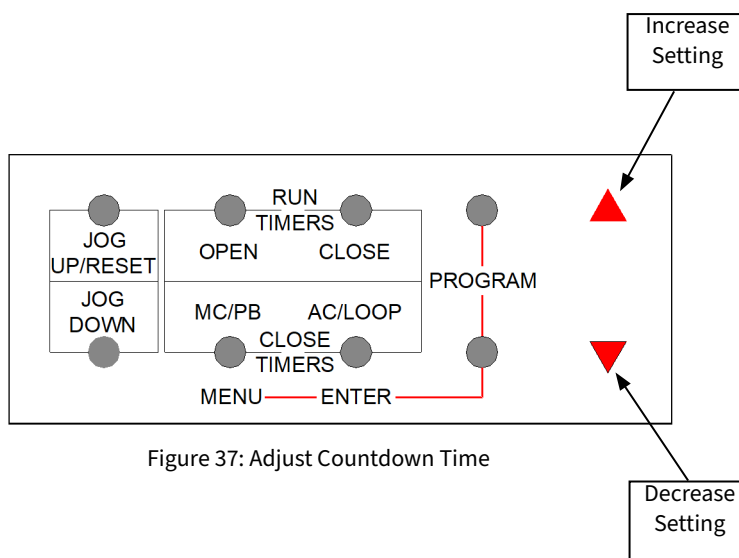 Increase
Setting
RUN
TIMERS
JOG
UP/RESET
OPEN
CLOSE
PROGRAM
JOG
DOWN
MC/PB
AC/LOOP
CLOSE
TIMERS
MENU
ENTER
Figure 37: Adjust Countdown Time
Decrease
Setting